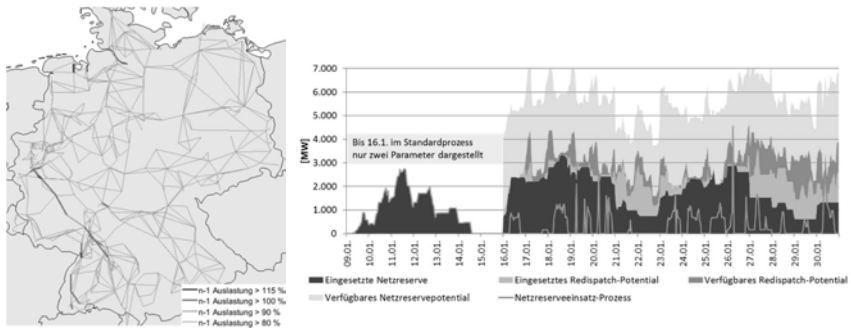 n-1 Auslastung > 115 %
n-1 Auslastung > 100 %
n-1 Auslastung > 90 %
n-1 Auslastung > 80 %
7.000
6.000
5.000
4.000
3.000
2.000
1.000
0
[MW]
Bis 16.1. im Standardprozess
nur zwei Parameter dargestellt
09.01.
10.01.
11.01.
12.01.
13.01.
14.01.
15.01.
16.01.
17.01.
18.01.
19.01.
20.01.
21.01.
22.01.
23.01.
24.01.
25.01.
26.01.
27.01.
28.01.
29.01.
30.01.
Eingesetzte Netzreserve
Eingesetztes Redispatch-Potential
Verfügbares Redispatch-Potential
Verfügbares Netzreservepotential
Netzreserveeinsatz-Prozess